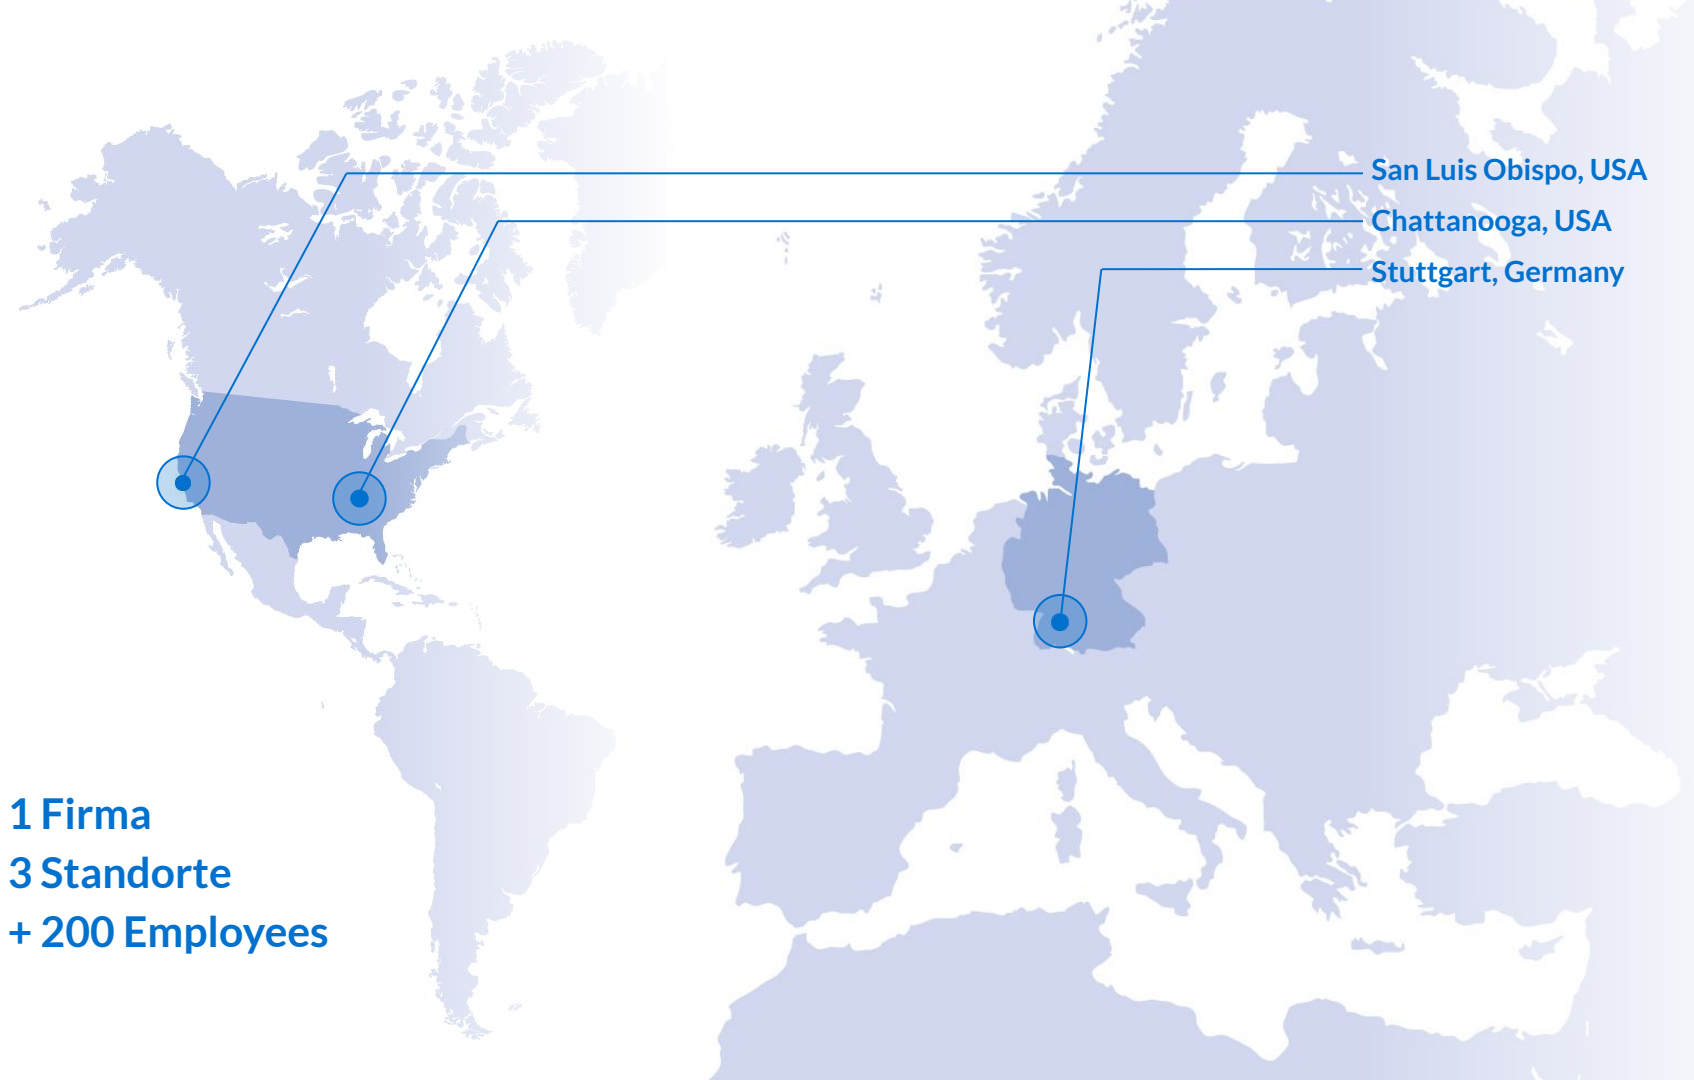 San Luis Obispo, USA
Chattanooga, USA
Stuttgart, Germany
1 Firma
3 Standorte
+ 200 Employees